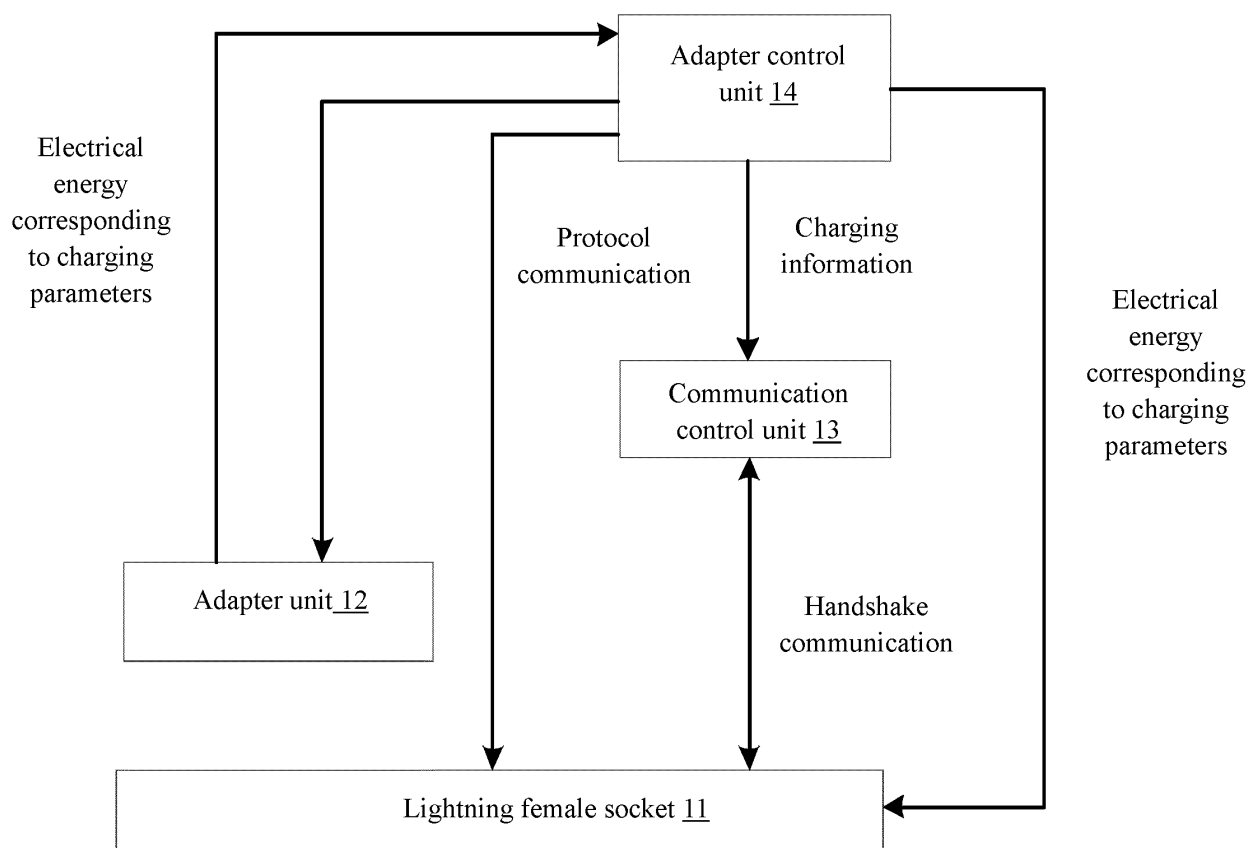 Adapter control
unit 14
Electrical
energy
corresponding
to charging
parameters
Protocol
communication
Charging
information
Electrical
energy
corresponding
to charging
parameters
Communication
control unit 13
Adapter unit 12
Handshake
communication
Lightning female socket 11